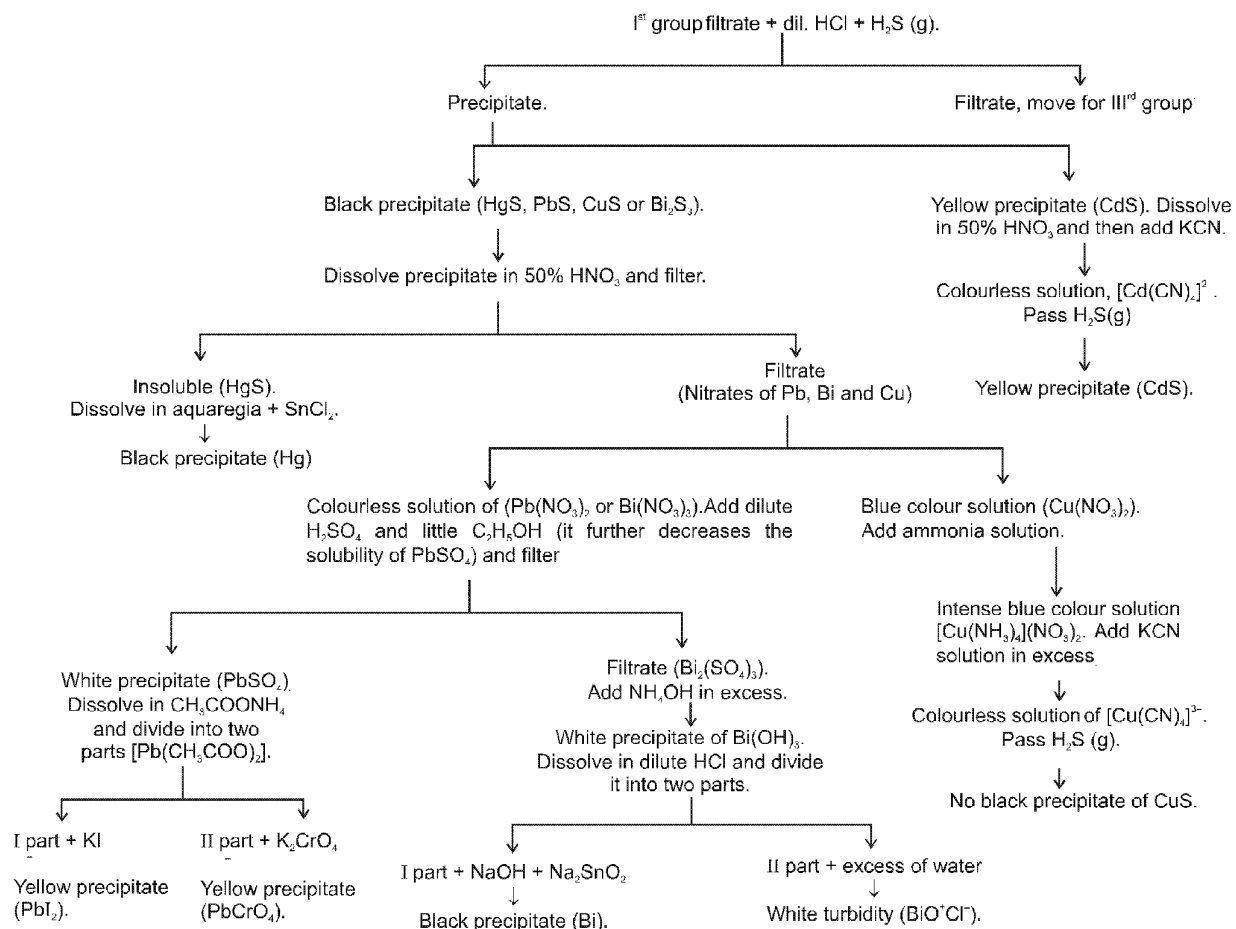 Iˢᵗ group filtrate + dil. HCl + H₂S (g).
Precipitate.
Filtrate, move for IIIʳᵈ group
Black precipitate (HgS, PbS, CuS or Bi₂S₃).
Yellow precipitate (CdS). Dissolve
in 50% HNO₃ and then add KCN.
Dissolve precipitate in 50% HNO₃ and filter.
Colourless solution, [Cd(CN)₄]² .
Pass H₂S(g)
Yellow precipitate (CdS).
Insoluble (HgS).
Dissolve in aquaregia + SnCl₂.
Black precipitate (Hg)
Filtrate
(Nitrates of Pb, Bi and Cu)
Colourless solution of (Pb(NO₃)₂ or Bi(NO₃)₃).Add dilute
H₂SO₄ and little C₂H₅OH (it further decreases the
solubility of PbSO₄) and filter
Blue colour solution (Cu(NO₃)₂).
Add ammonia solution.
Intense blue colour solution
[Cu(NH₃)₄](NO₃)₂. Add KCN
solution in excess
Colourless solution of [Cu(CN)₄]³⁻.
Pass H₂S (g).
No black precipitate of CuS.
White precipitate (PbSO₄)
Dissolve in CH₃COONH₄
and divide into two
parts [Pb(CH₃COO)₂].
Filtrate (Bi₂(SO₄)₃).
Add NH₄OH in excess.
White precipitate of Bi(OH)₃.
Dissolve in dilute HCl and divide
it into two parts.
I part + KI
Yellow precipitate
(PbI₂).
II part + K₂CrO₄
Yellow precipitate
(PbCrO₄).
I part + NaOH + Na₂SnO₂
Black precipitate (Bi).
II part + excess of water
White turbidity (BiO⁺Cl⁻).